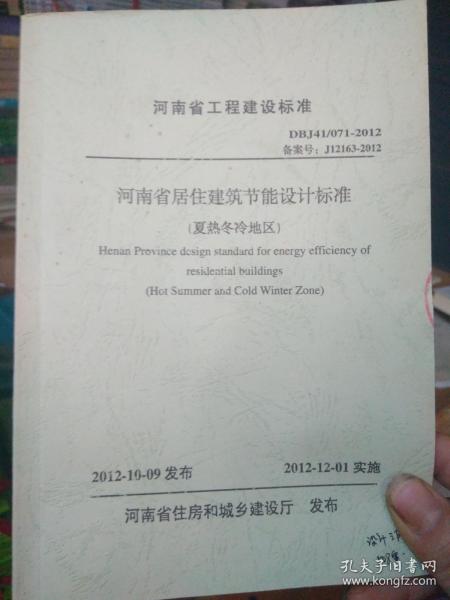 河南省工程建设标准
DBJ41/071-2012
备案号：J12163-2012
河南省居住建筑节能设计标准
（夏热冬冷地区）
Henan Province design standard for energy efficiency of
residential buildings
(Hot Summer and Cold Winter Zone)
2012-10-09 发布
2012-12-01 实施
河南省住房和城乡建设厅 发布
孔夫子旧书网
book.kongfz.com